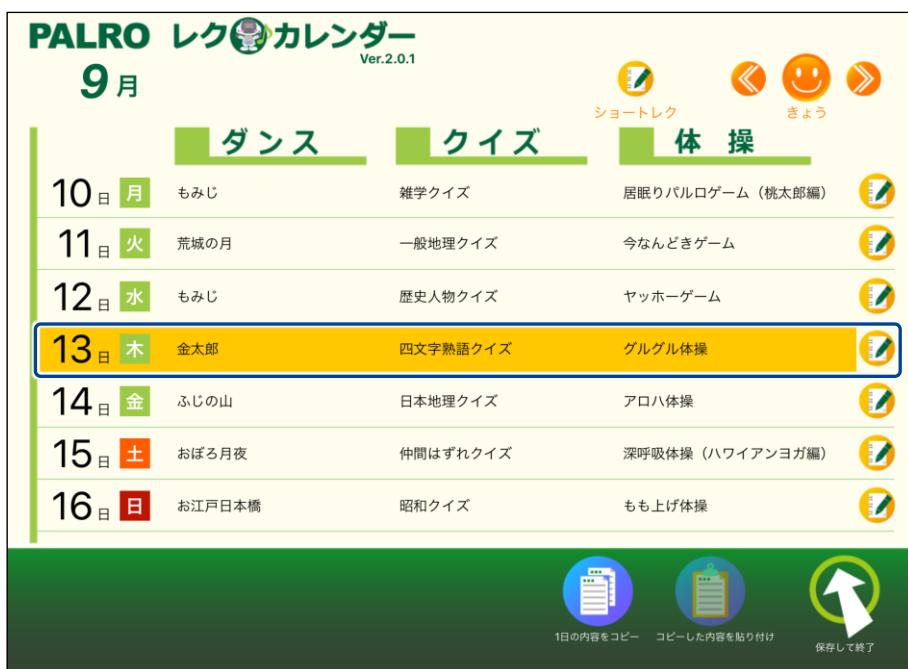 PALRO レクカレンダー
Ver.2.0.1
9月
ショートレク
きょう
ダンス クイズ 体操
10日 月 もみじ 雑学クイズ 居眠りパルロゲーム（桃太郎編）
11日 火 荒城の月 一般地理クイズ 今なんどきゲーム
12日 水 もみじ 歴史人物クイズ ヤッホーゲーム
13日 木 金太郎 四文字熟語クイズ グルグル体操
14日 金 ふじの山 日本地理クイズ アロハ体操
15日 土 おぼろ月夜 仲間はずれクイズ 深呼吸体操（ハワイアンヨガ編）
16日 日 お江戸日本橋 昭和クイズ もも上げ体操
1日の内容をコピー コピーした内容を貼り付け 保存して終了